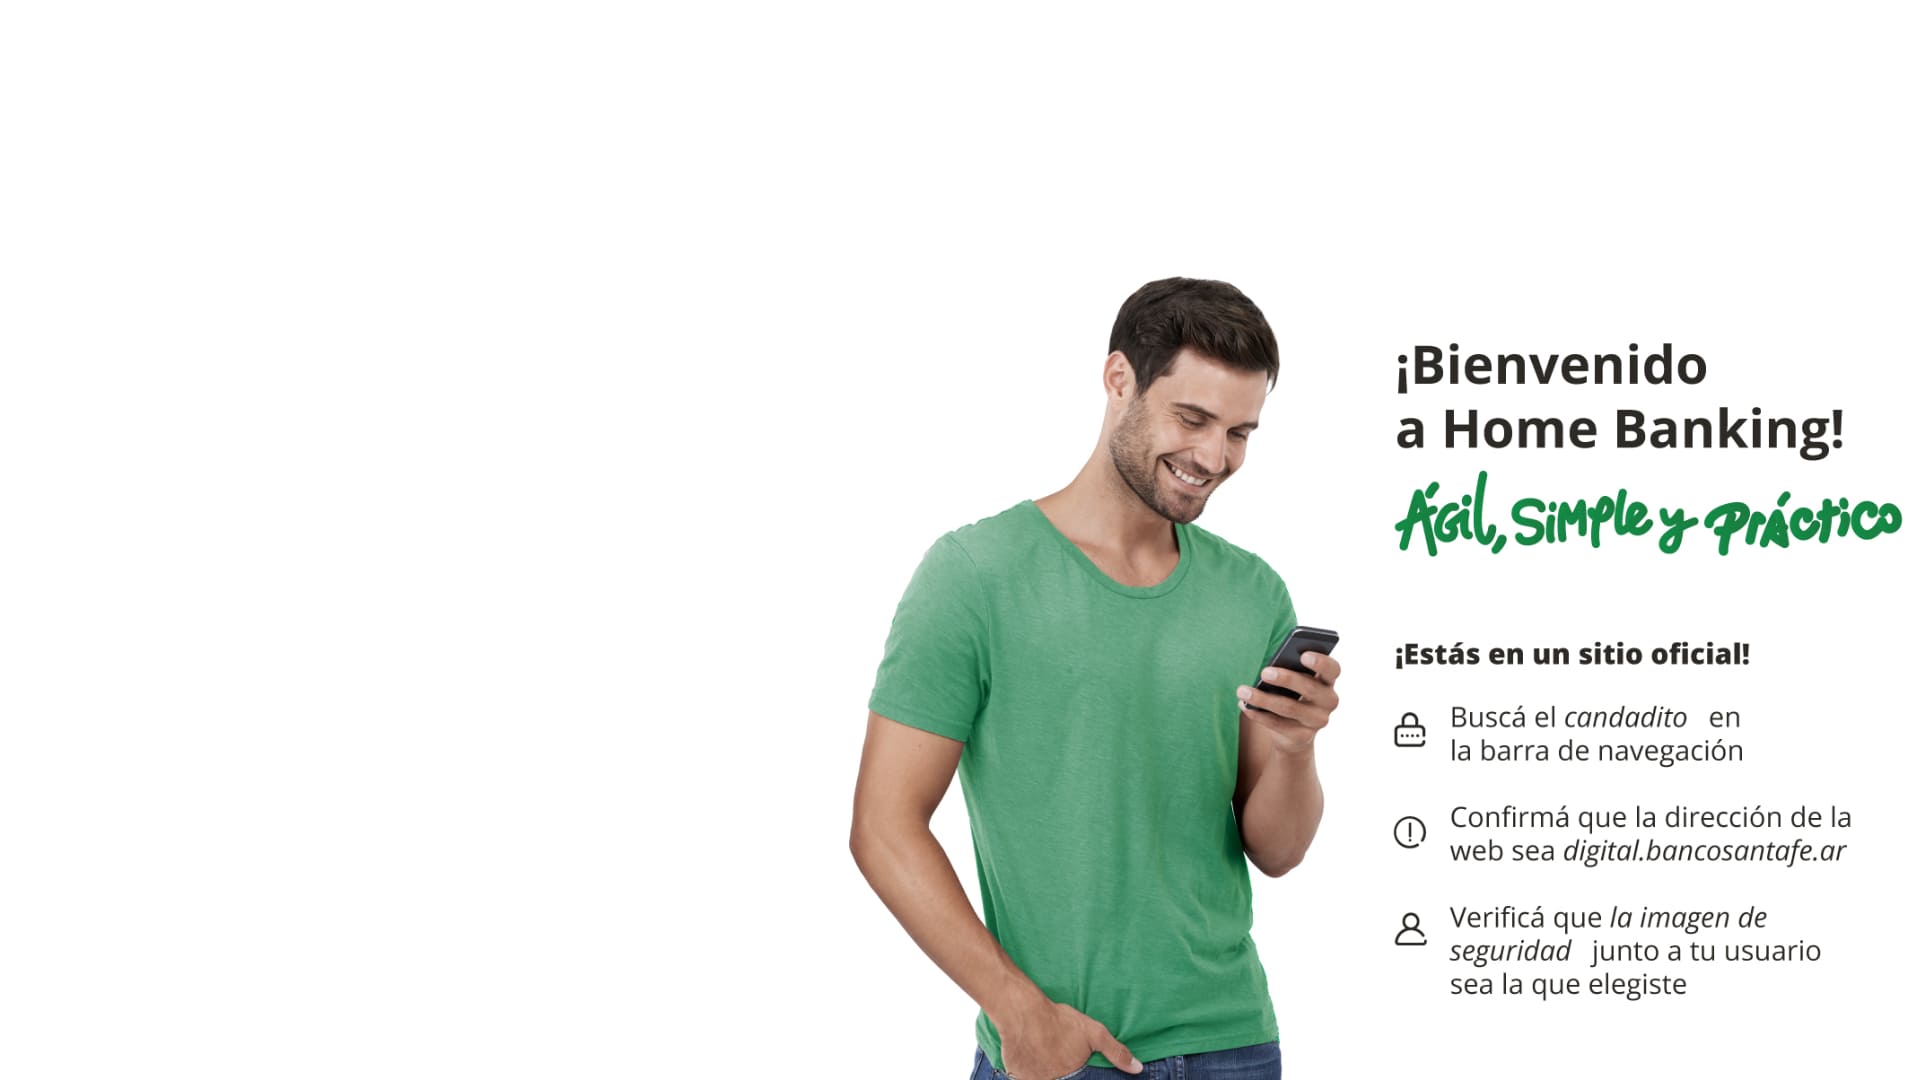 ¡Bienvenido
a Home Banking!
Ágil, Simple y Práctico
¡Estás en un sitio oficial!
Buscá el candadito en
la barra de navegación
Confirmá que la dirección de la
web sea digital.bancosantafe.ar
Verificá que la imagen de
seguridad junto a tu usuario
sea la que elegiste